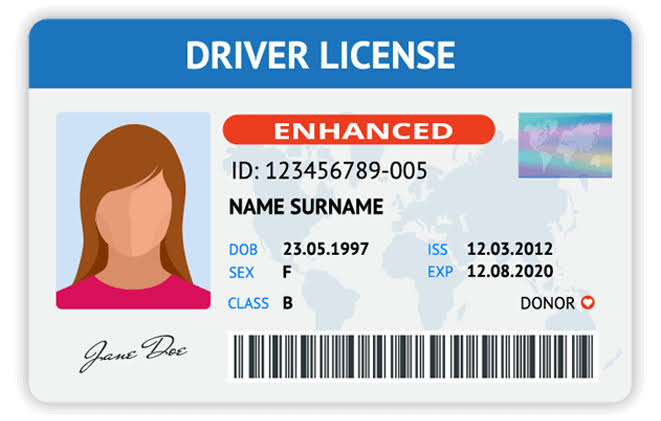 DRIVER LICENSE
ENHANCED
ID: 123456789-005
NAME SURNAME
DOB 23.05.1997 ISS 12.03.2012
SEX F EXP 12.08.2020
CLASS B DONOR
Jane Doe